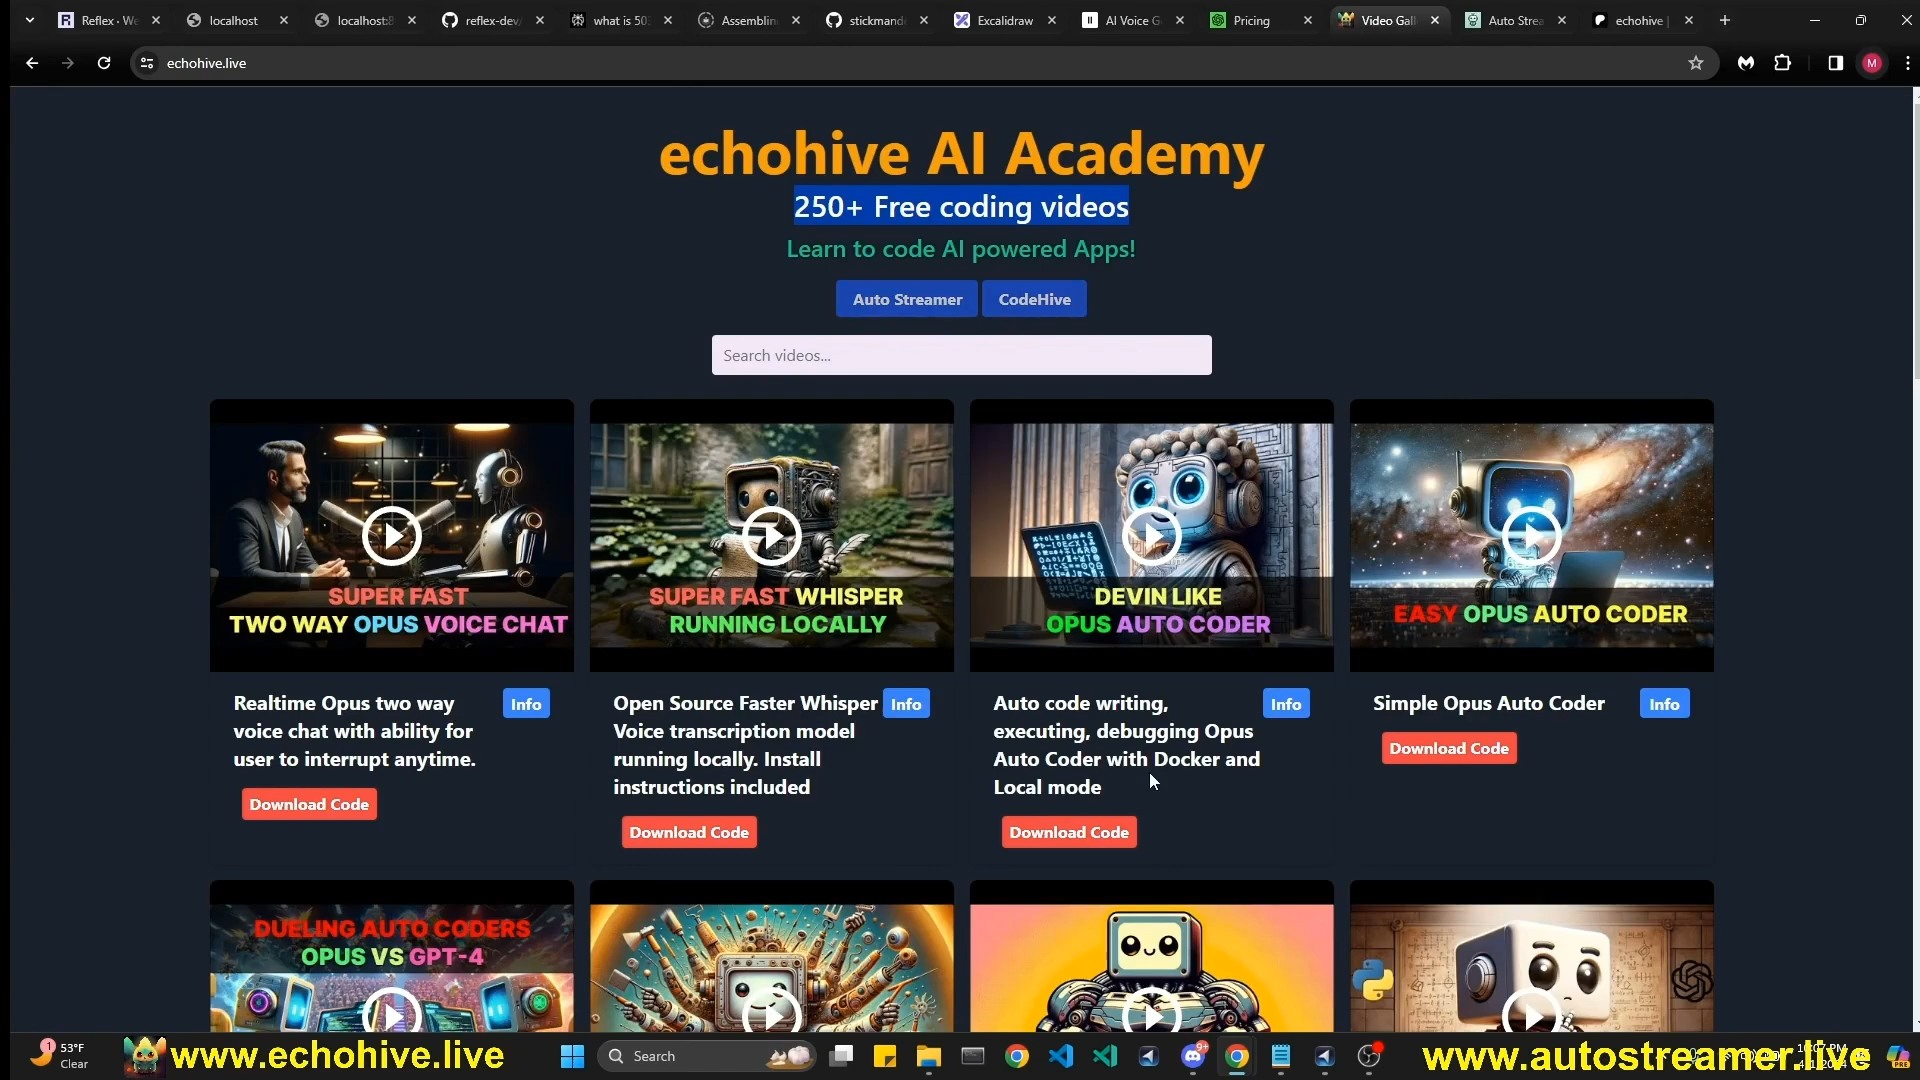 Reflex · We
localhost
localhost:8
reflex-dev/
what is 503
Assemblin
stickmand
Excalidraw
AI Voice G
Pricing
Video Gall
Auto Strea
echohive |
echohive.live
M
echohive AI Academy
250+ Free coding videos
Learn to code AI powered Apps!
Auto Streamer
CodeHive
Search videos...
SUPER FAST
TWO WAY OPUS VOICE CHAT
SUPER FAST WHISPER
RUNNING LOCALLY
DEVIN LIKE
OPUS AUTO CODER
EASY OPUS AUTO CODER
Realtime Opus two way
voice chat with ability for
user to interrupt anytime.
Info
Download Code
Open Source Faster Whisper
Voice transcription model
running locally. Install
instructions included
Info
Download Code
Auto code writing,
executing, debugging Opus
Auto Coder with Docker and
Local mode
Info
Download Code
Simple Opus Auto Coder
Info
Download Code
DUELING AUTO CODERS
OPUS VS GPT-4
1
53°F
Clear
www.echohive.live
Search
9+
www.autostreamer.live
PRE